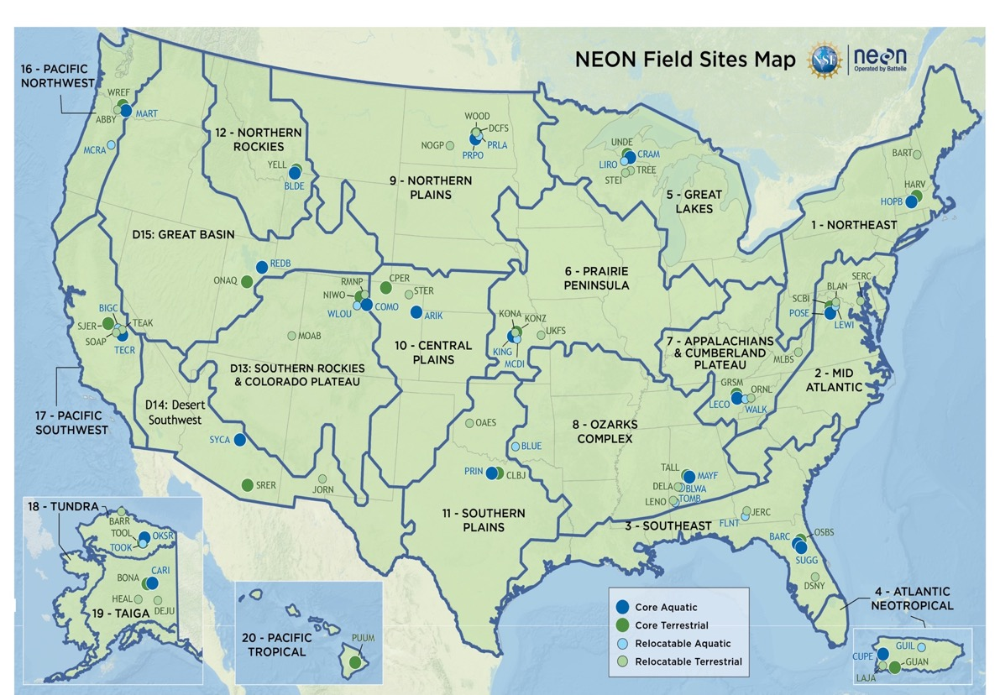 NEON Field Sites Map
NSF
neon
Operated by Battelle
16 - PACIFIC
NORTHWEST
WREF
ABBY
MART
MCRA
12 - NORTHERN
ROCKIES
YELL
BLDE
WOOD
DCFS
NOGP
PRLA
PRPO
9 - NORTHERN
PLAINS
UNDE
CRAM
LIRO
TREE
STEI
5 - GREAT
LAKES
BART
HARV
HOPB
1 - NORTHEAST
D15: GREAT BASIN
REDB
ONAQ
RMNP
CPER
NIWO
STER
WLOU
COMO
ARIK
6 - PRAIRIE
PENINSULA
SERC
BLAN
SCBI
POSE
LEWI
BIGC
SJER
TEAK
SOAP
TECR
MOAB
KONA
KONZ
UKFS
KING
MCDI
10 - CENTRAL
PLAINS
7 - APPALACHIANS
& CUMBERLAND
PLATEAU
MLBS
D13: SOUTHERN ROCKIES
& COLORADO PLATEAU
2 - MID
ATLANTIC
GRSM
ORNL
LECO
WALK
17 - PACIFIC
SOUTHWEST
D14: Desert
Southwest
SYCA
OAES
8 - OZARKS
COMPLEX
BLUE
PRIN
CLBJ
TALL
MAYF
DELA
BLWA
LENO
TOMB
SRER
JORN
11 - SOUTHERN
PLAINS
3 - SOUTHEAST
JERC
FLNT
BARC
OSBS
SUGG
DSNY
18 - TUNDRA
BARR
TOOL
OKSR
TOOK
BONA
CARI
HEAL
DEJU
19 - TAIGA
20 - PACIFIC
TROPICAL
PUUM
Core Aquatic
Core Terrestrial
Relocatable Aquatic
Relocatable Terrestrial
4 - ATLANTIC
NEOTROPICAL
GUIL
CUPE
GUAN
LAJA